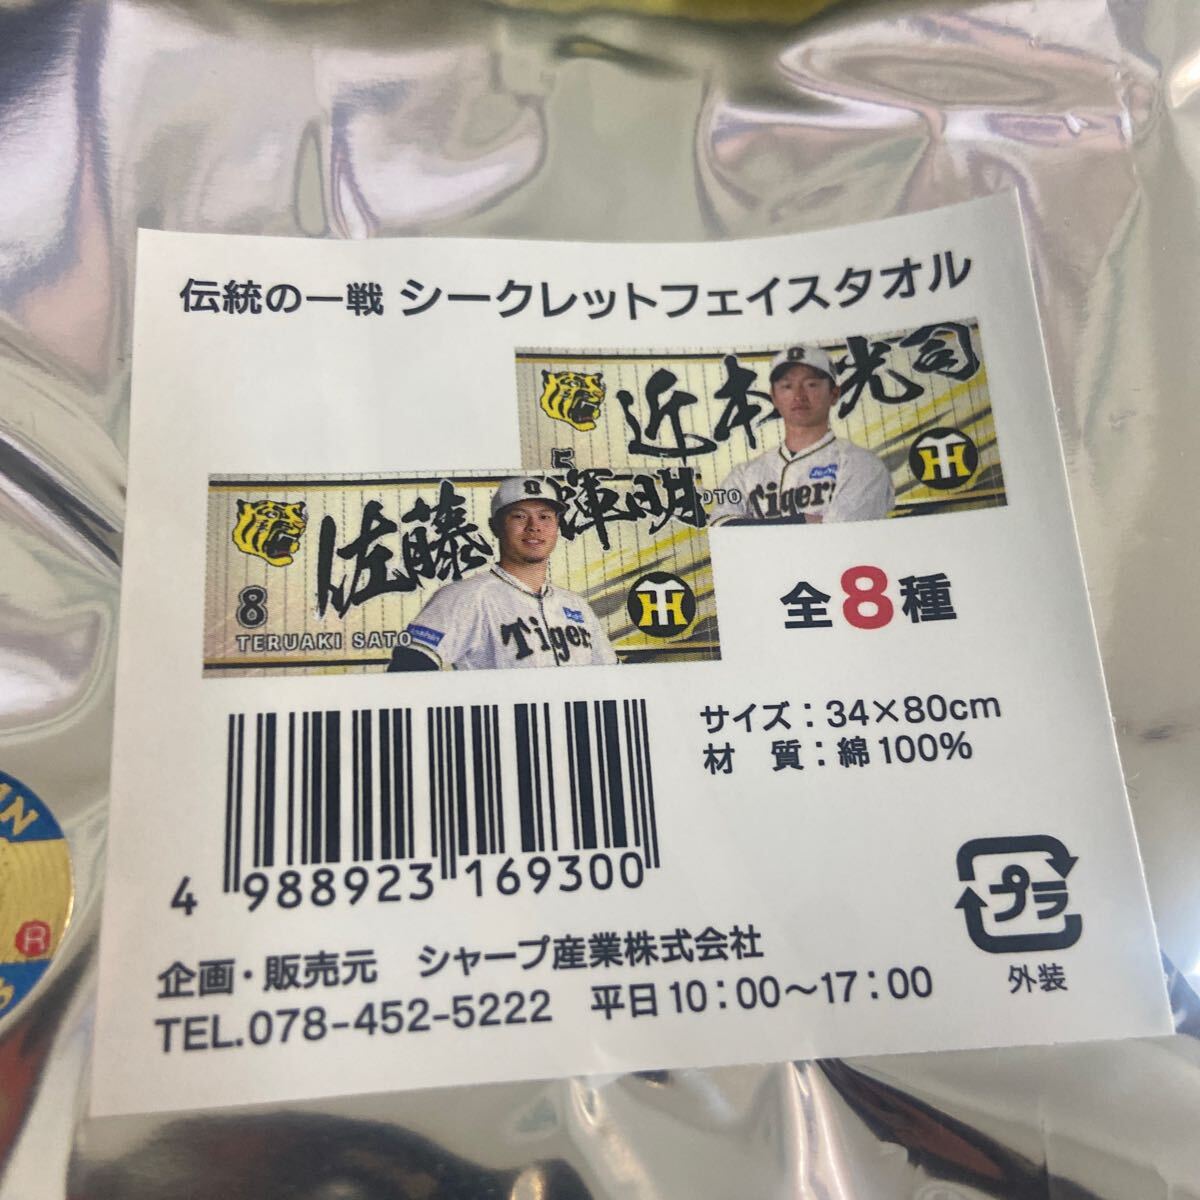 伝統の一戦 シークレットフェイスタオル
近本光司
5
OTO
Tigers
佐藤輝明
8
TERUAKI SATO
Tigers
全8種
サイズ：34×80cm
材　質：綿100%
4 988923 169300
プラ
外装
企画・販売元　シャープ産業株式会社
TEL.078-452-5222　平日10：00～17：00
R